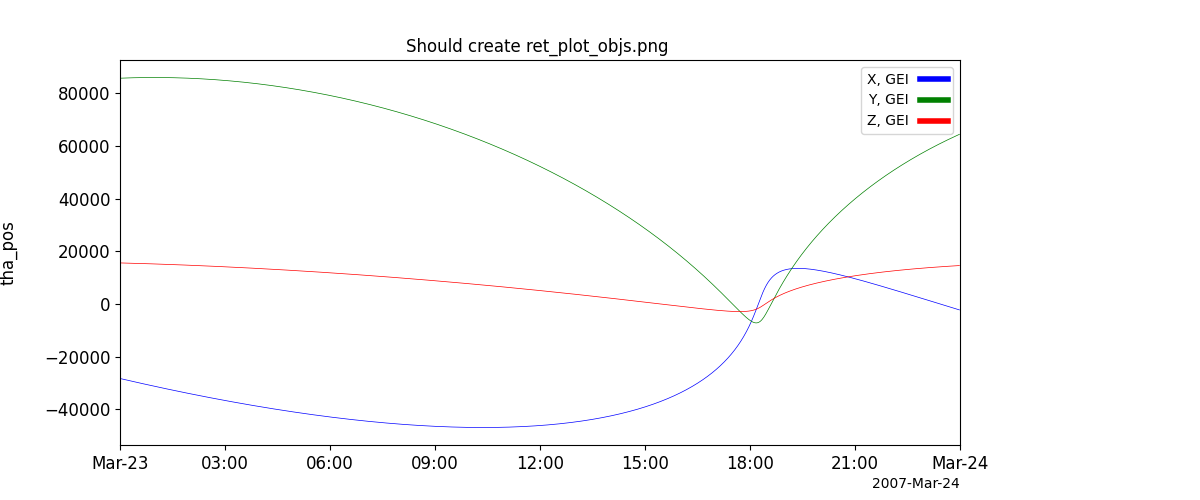 Should create ret_plot_objs.png
X, GEI
Y, GEI
Z, GEI
tha_pos
80000
60000
40000
20000
0
−20000
−40000
Mar-23 03:00 06:00 09:00 12:00 15:00 18:00 21:00 Mar-24
2007-Mar-24